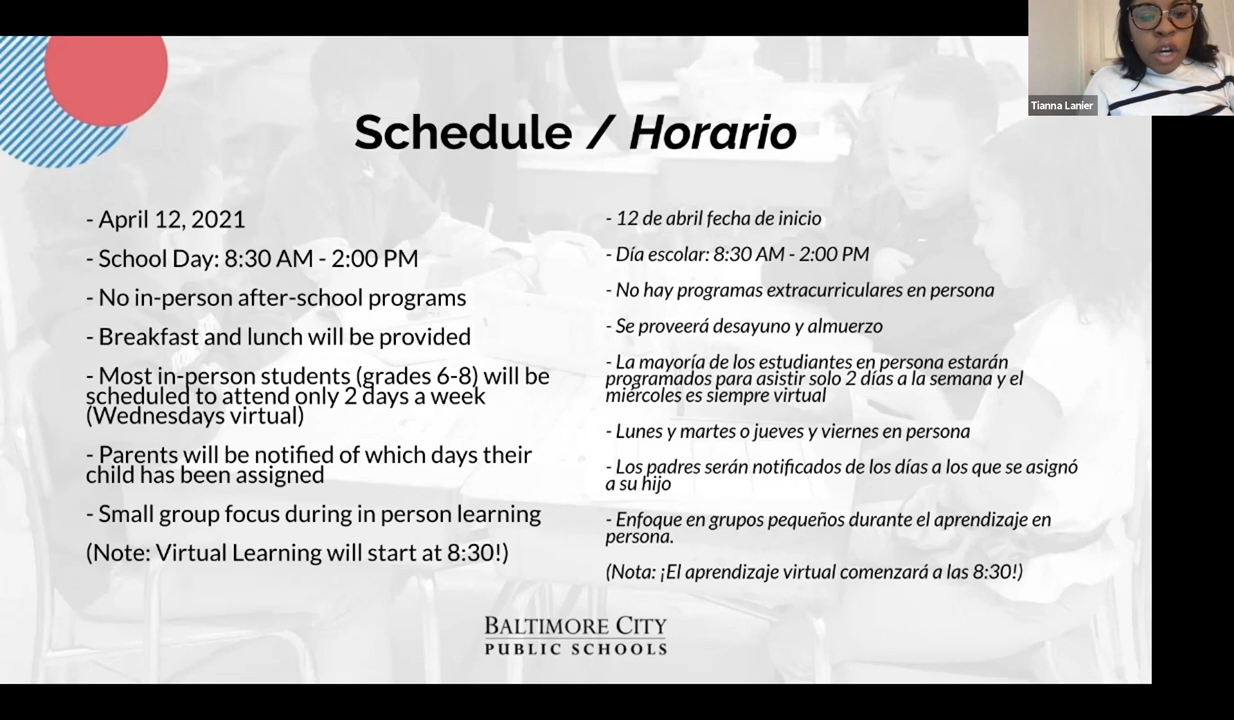 Tianna Lanier
Schedule / Horario
- April 12, 2021
- School Day: 8:30 AM - 2:00 PM
- No in-person after-school programs
- Breakfast and lunch will be provided
- Most in-person students (grades 6-8) will be
scheduled to attend only 2 days a week
(Wednesdays virtual)
- Parents will be notified of which days their
child has been assigned
- Small group focus during in person learning
(Note: Virtual Learning will start at 8:30!)
- 12 de abril fecha de inicio
- Día escolar: 8:30 AM - 2:00 PM
- No hay programas extracurriculares en persona
- Se proveerá desayuno y almuerzo
- La mayoría de los estudiantes en persona estarán
programados para asistir solo 2 días a la semana y el
miércoles es siempre virtual
- Lunes y martes o jueves y viernes en persona
- Los padres serán notificados de los días a los que se asignó
a su hijo
- Enfoque en grupos pequeños durante el aprendizaje en
persona.
(Nota: ¡El aprendizaje virtual comenzará a las 8:30!)
BALTIMORE CITY
PUBLIC SCHOOLS